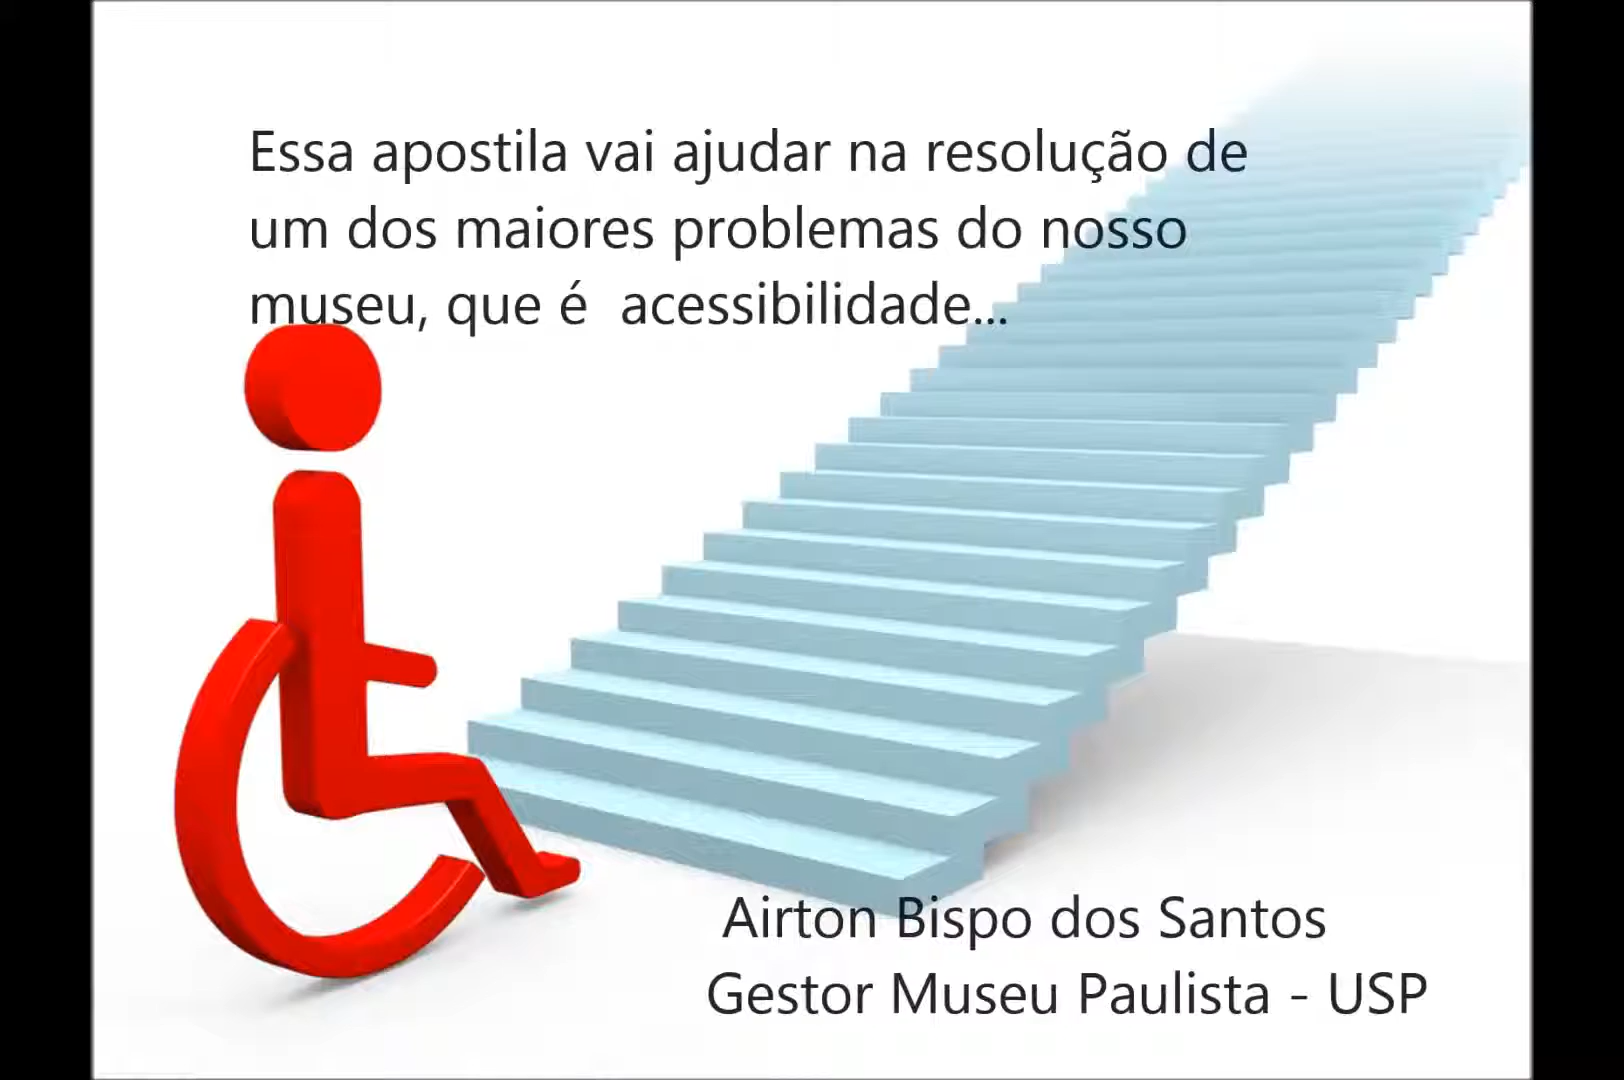 Essa apostila vai ajudar na resolução de
um dos maiores problemas do nosso
museu, que é  acessibilidade...
Airton Bispo dos Santos
Gestor Museu Paulista - USP